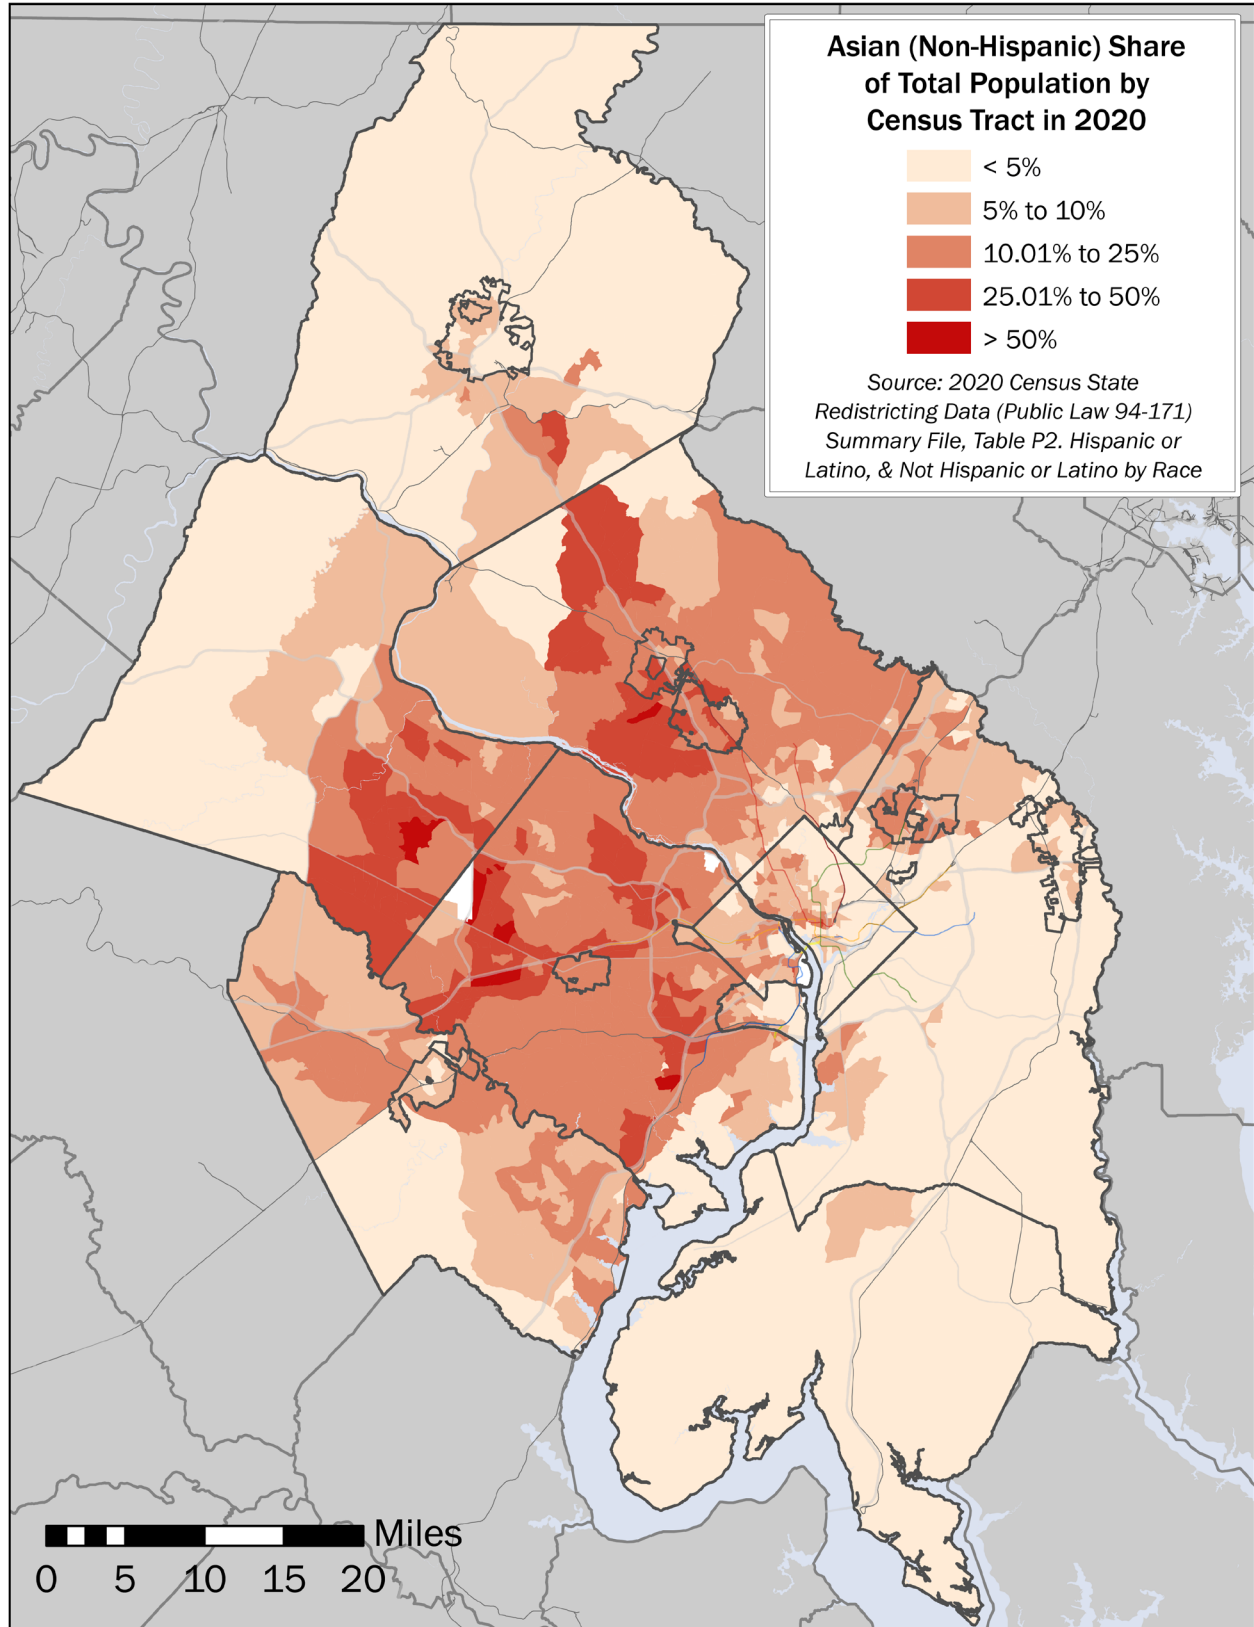 Asian (Non-Hispanic) Share
of Total Population by
Census Tract in 2020
< 5%
5% to 10%
10.01% to 25%
25.01% to 50%
> 50%
Source: 2020 Census State
Redistricting Data (Public Law 94-171)
Summary File, Table P2. Hispanic or
Latino, & Not Hispanic or Latino by Race
Miles
0 5 10 15 20